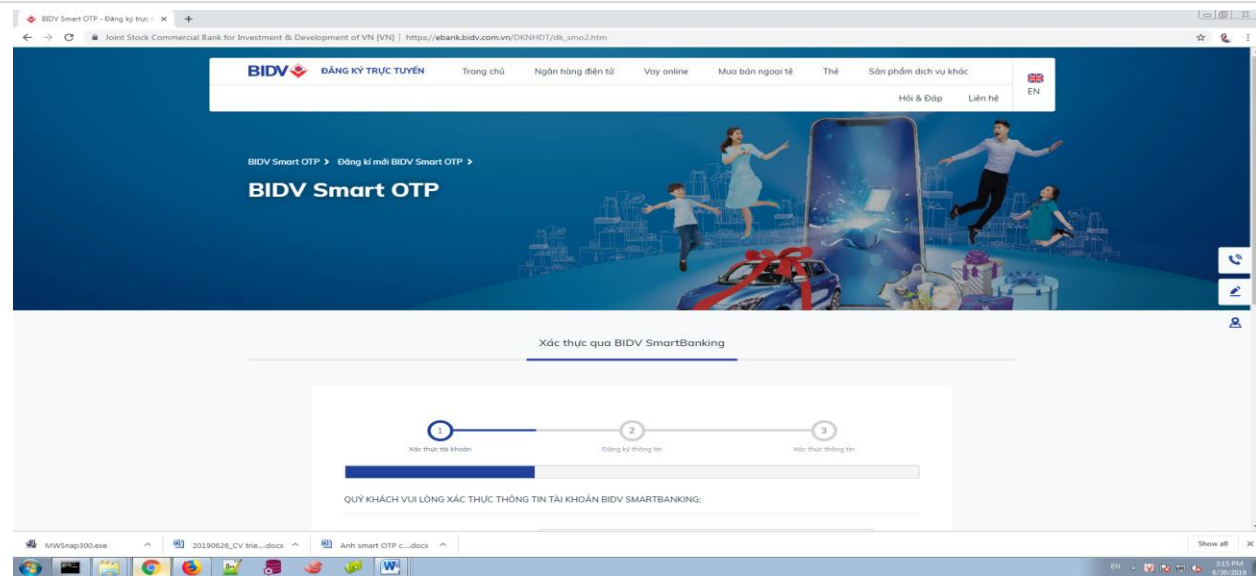 BIDV Smart OTP - Đăng ký trực
Joint Stock Commercial Bank for Investment & Development of VN [VN] | https://ebank.bidv.com.vn/DKNHDT/dk_smo2.htm
BIDV ĐĂNG KÝ TRỰC TUYẾN Trang chủ Ngân hàng điện tử Vay online Mua bán ngoại tệ Thẻ Sản phẩm dịch vụ khác
EN
Hỏi & Đáp Liên hệ
BIDV Smart OTP > Đăng kí mới BIDV Smart OTP >
BIDV Smart OTP
Xác thực qua BIDV SmartBanking
1 2 3
Xác thực tài khoản Đăng ký thông tin Xác thực thông tin
QUÝ KHÁCH VUI LÒNG XÁC THỰC THÔNG TIN TÀI KHOẢN BIDV SMARTBANKING:
MWSnap300.exe 20190626_CV trie....docx Anh smart OTP c....docx Show all
EN 3:15 PM
6/30/2019